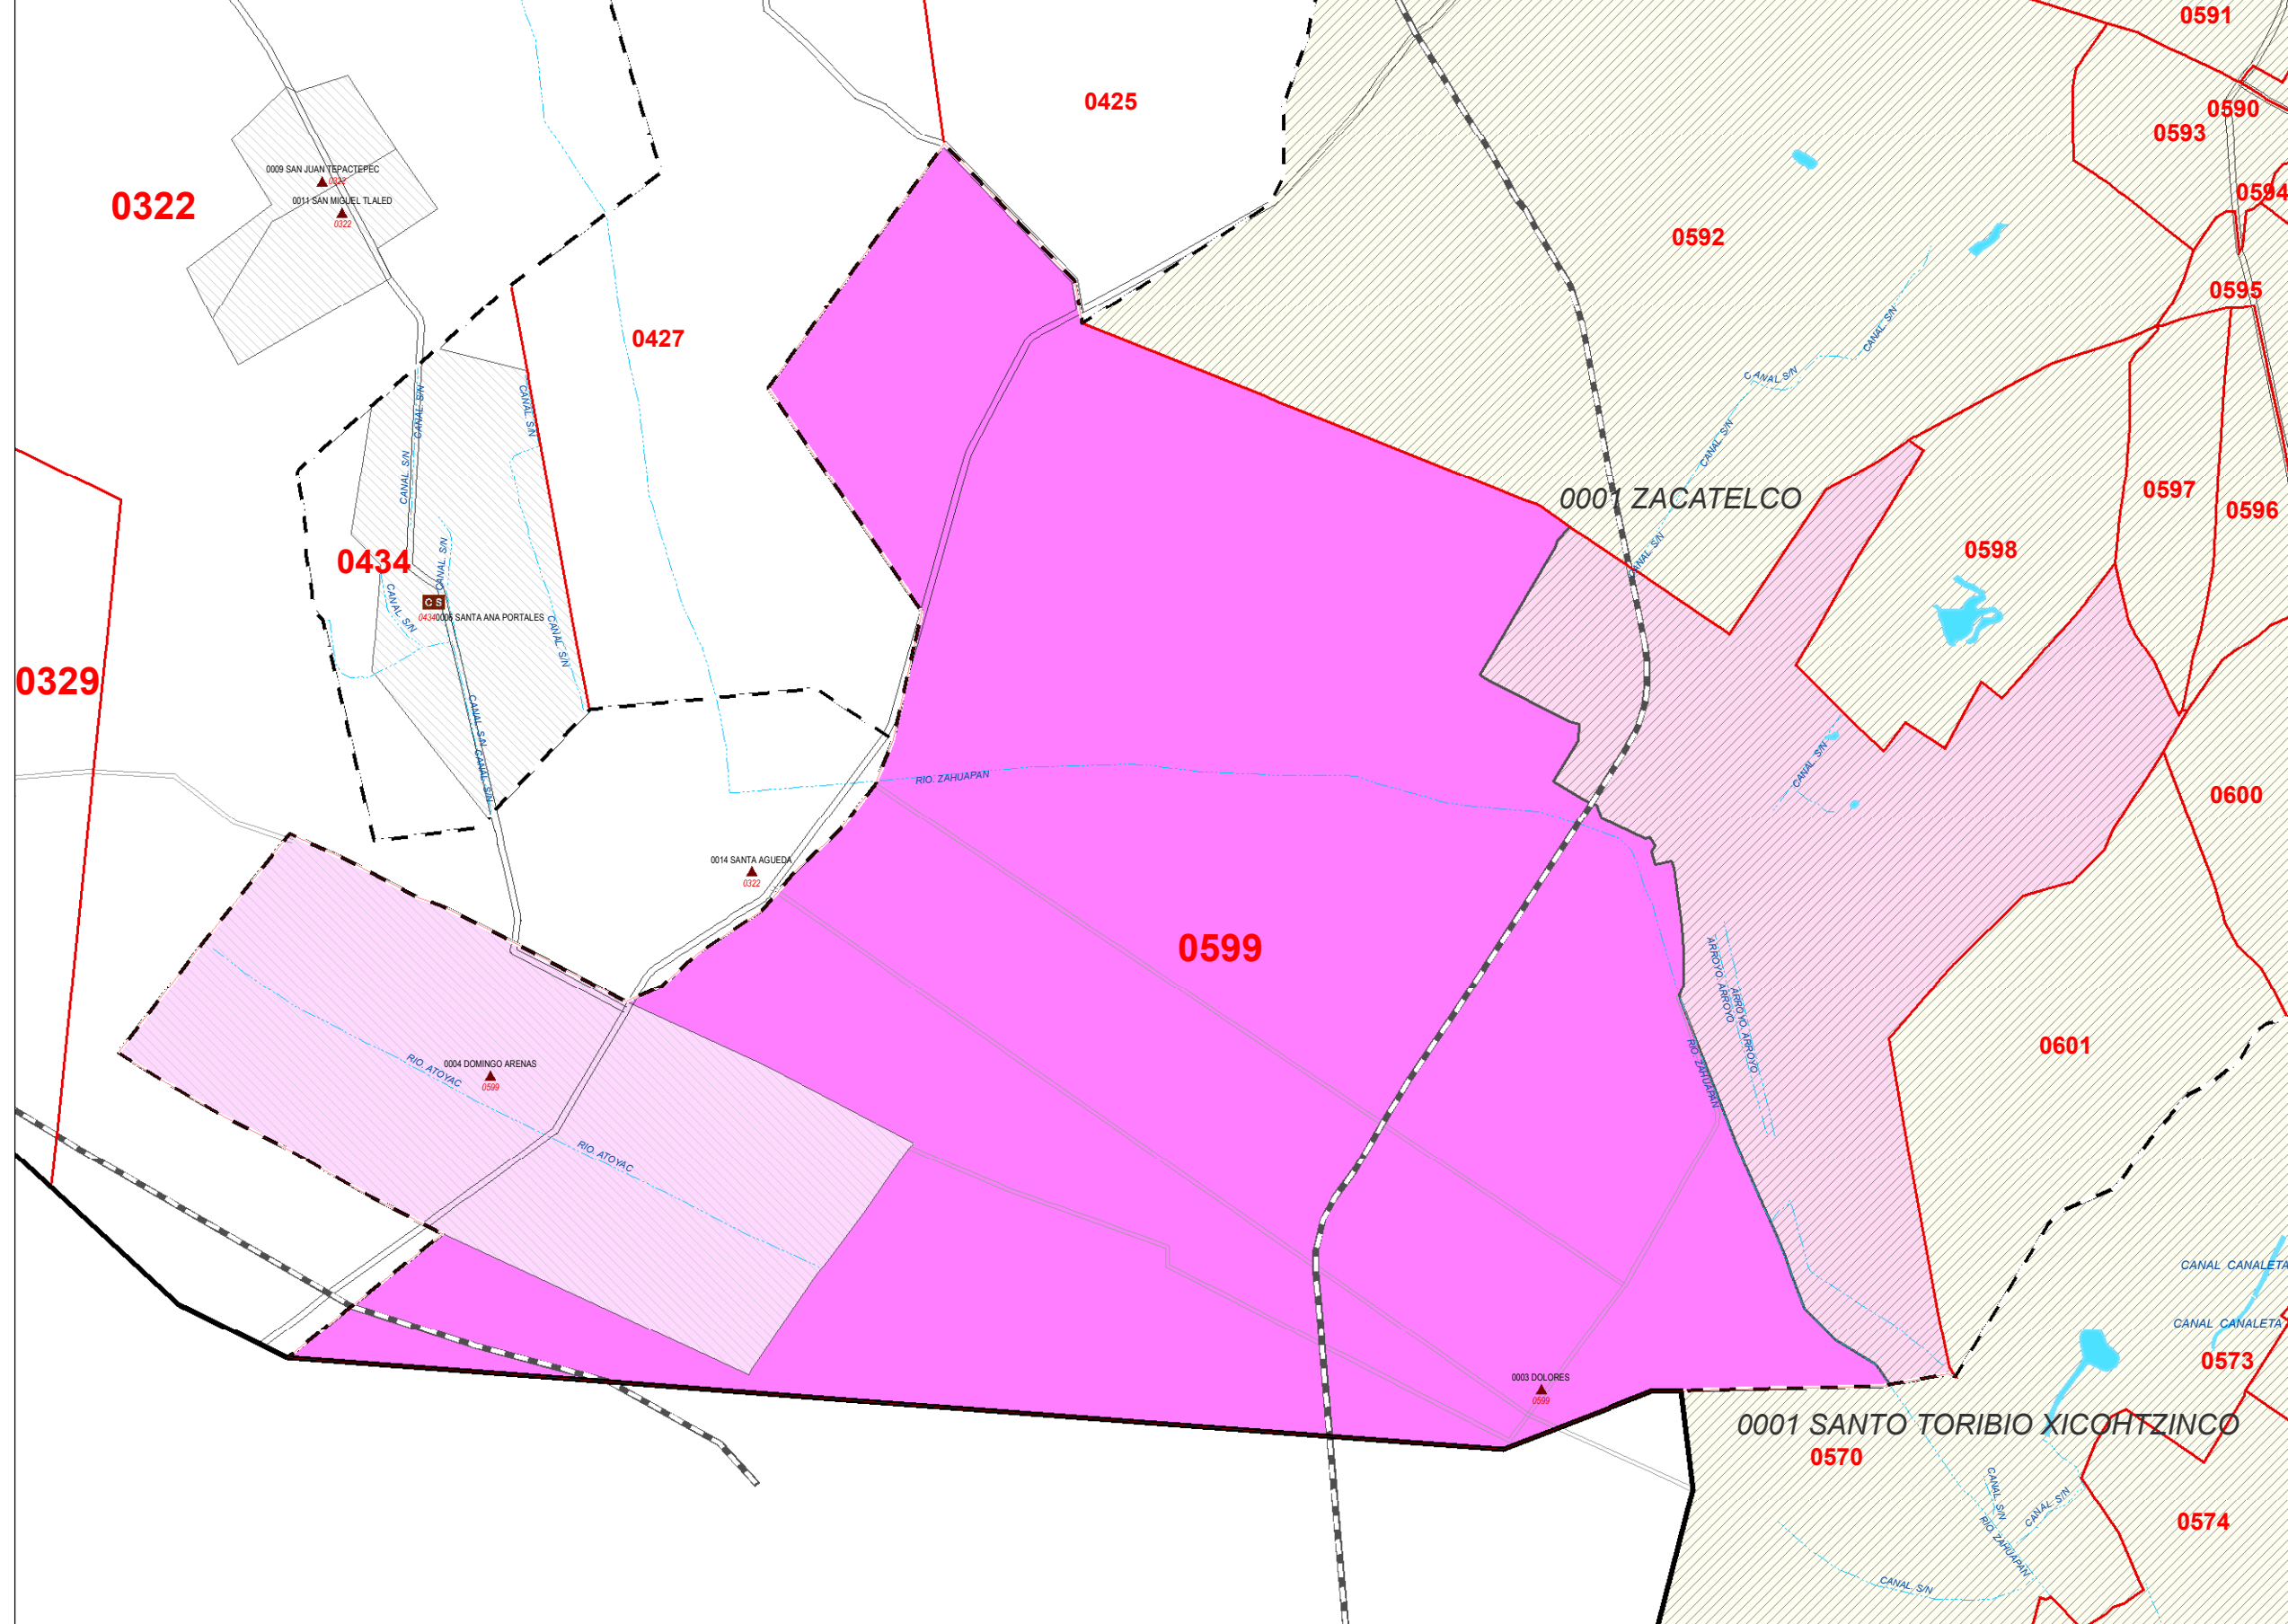 0591
0425
0590
0593
0009 SAN JUAN TEPACTEPEC
0322
0594
0011 SAN MIGUEL TLALED
0322
0322
0592
0595
0427
CANAL S/N
CANAL S/N
CANAL S/N
CANAL S/N
CANAL S/N
CANAL S/N
0597
0001 ZACATELCO
0596
0598
0434
CANAL S/N
CANAL S/N
CANAL S/N
C S
0434 0005 SANTA ANA PORTALES
CANAL S/N
0329
CANAL S/N
CANAL S/N
CANAL S/N
RIO. ZAHUAPAN
0600
0014 SANTA AGUEDA
0322
0599
ARROYO ARROYO
ARROYO ARROYO
0601
RIO. ATOYAC
0004 DOMINGO ARENAS
0599
RIO. ZAHUAPAN
RIO. ATOYAC
CANAL CANALETA
CANAL CANALETA
0573
0003 DOLORES
0599
0001 SANTO TORIBIO XICOHTZINCO
0570
CANAL S/N
CANAL S/N
0574
RIO. ZAHUAPAN
CANAL S/N